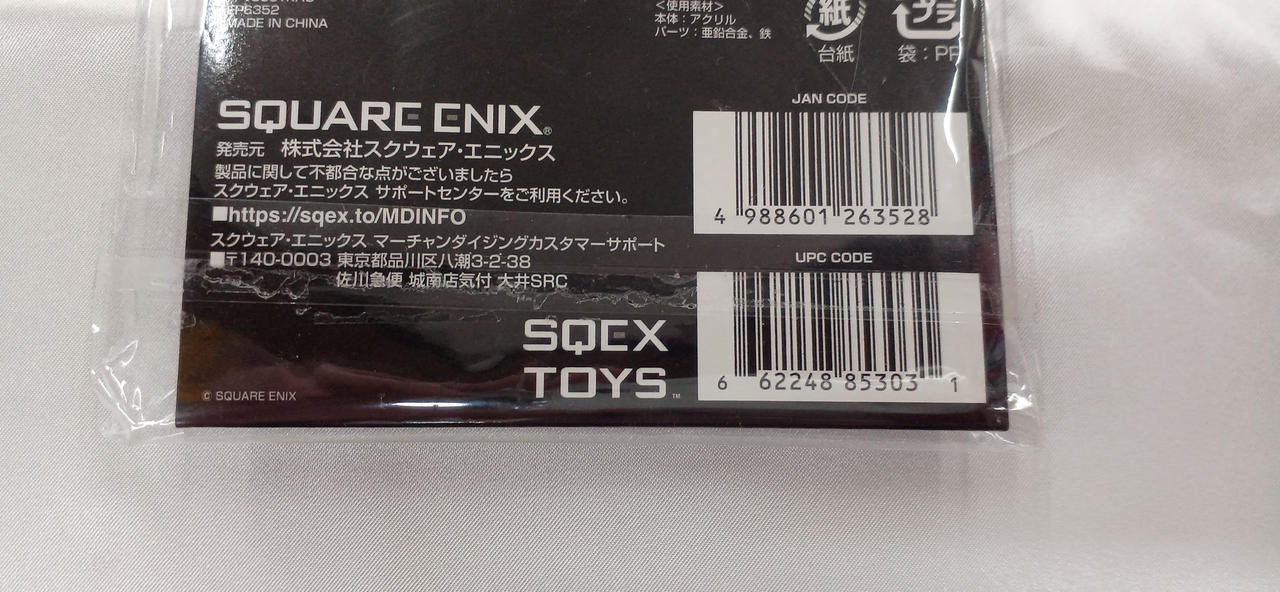 EP6352
MADE IN CHINA
<使用素材>
本体：アクリル
パーツ：亜鉛合金、鉄
紙
台紙
プラ
袋：PP
SQUARE ENIX®
発売元 株式会社スクウェア・エニックス
製品に関して不都合な点がございましたら
スクウェア・エニックス サポートセンターをご利用ください。
■https://sqex.to/MDINFO
スクウェア・エニックス マーチャンダイジングカスタマーサポート
■〒140-0003 東京都品川区八潮3-2-38
佐川急便 城南店気付 大井SRC
JAN CODE
4 988601 263528
UPC CODE
6 62248 85303 1
SQEX
TOYS™
© SQUARE ENIX